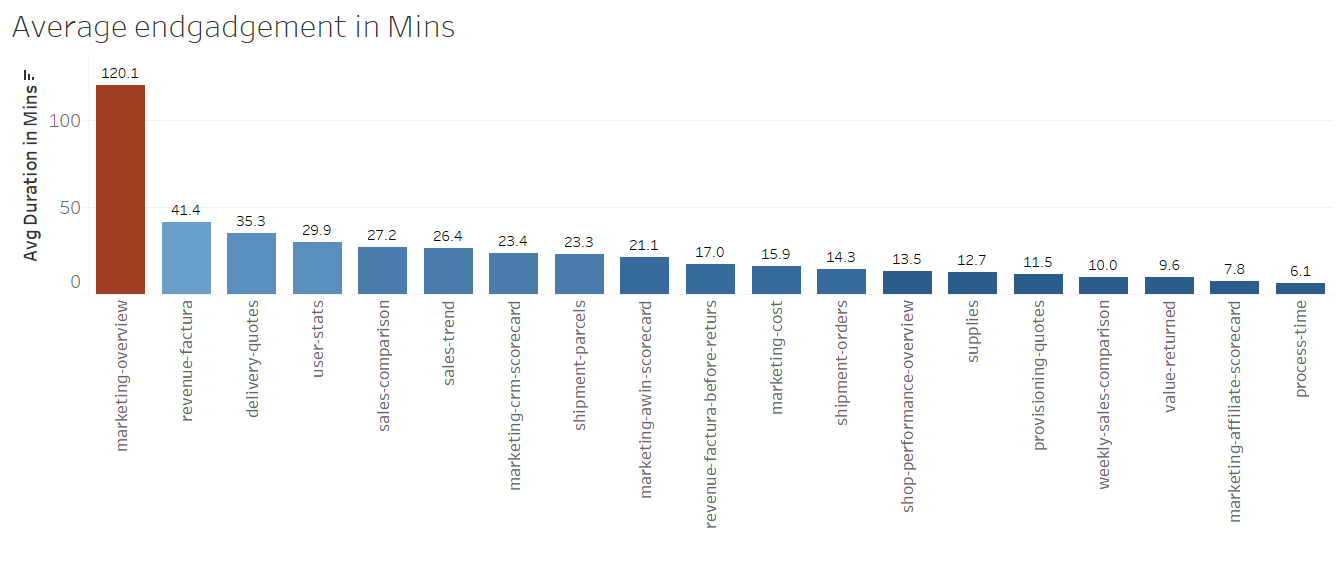 Average endgadgement in Mins
Avg Duration in Mins
100
50
0
120.1
41.4
35.3
29.9
27.2
26.4
23.4
23.3
21.1
17.0
15.9
14.3
13.5
12.7
11.5
10.0
9.6
7.8
6.1
marketing-overview
revenue-factura
delivery-quotes
user-stats
sales-comparison
sales-trend
marketing-crm-scorecard
shipment-parcels
marketing-awin-scorecard
revenue-factura-before-returs
marketing-cost
shipment-orders
shop-performance-overview
supplies
provisioning-quotes
weekly-sales-comparison
value-returned
marketing-affiliate-scorecard
process-time